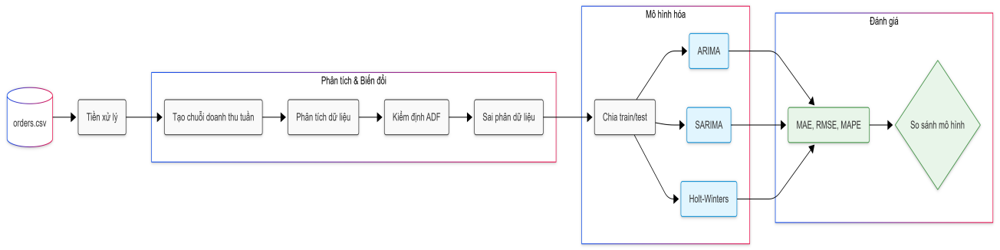 orders.csv
Tiền xử lý
Phân tích & Biến đổi
Tạo chuỗi doanh thu tuần
Phân tích dữ liệu
Kiểm định ADF
Sai phân dữ liệu
Mô hình hóa
Chia train/test
ARIMA
SARIMA
Holt-Winters
Đánh giá
MAE, RMSE, MAPE
So sánh mô hình